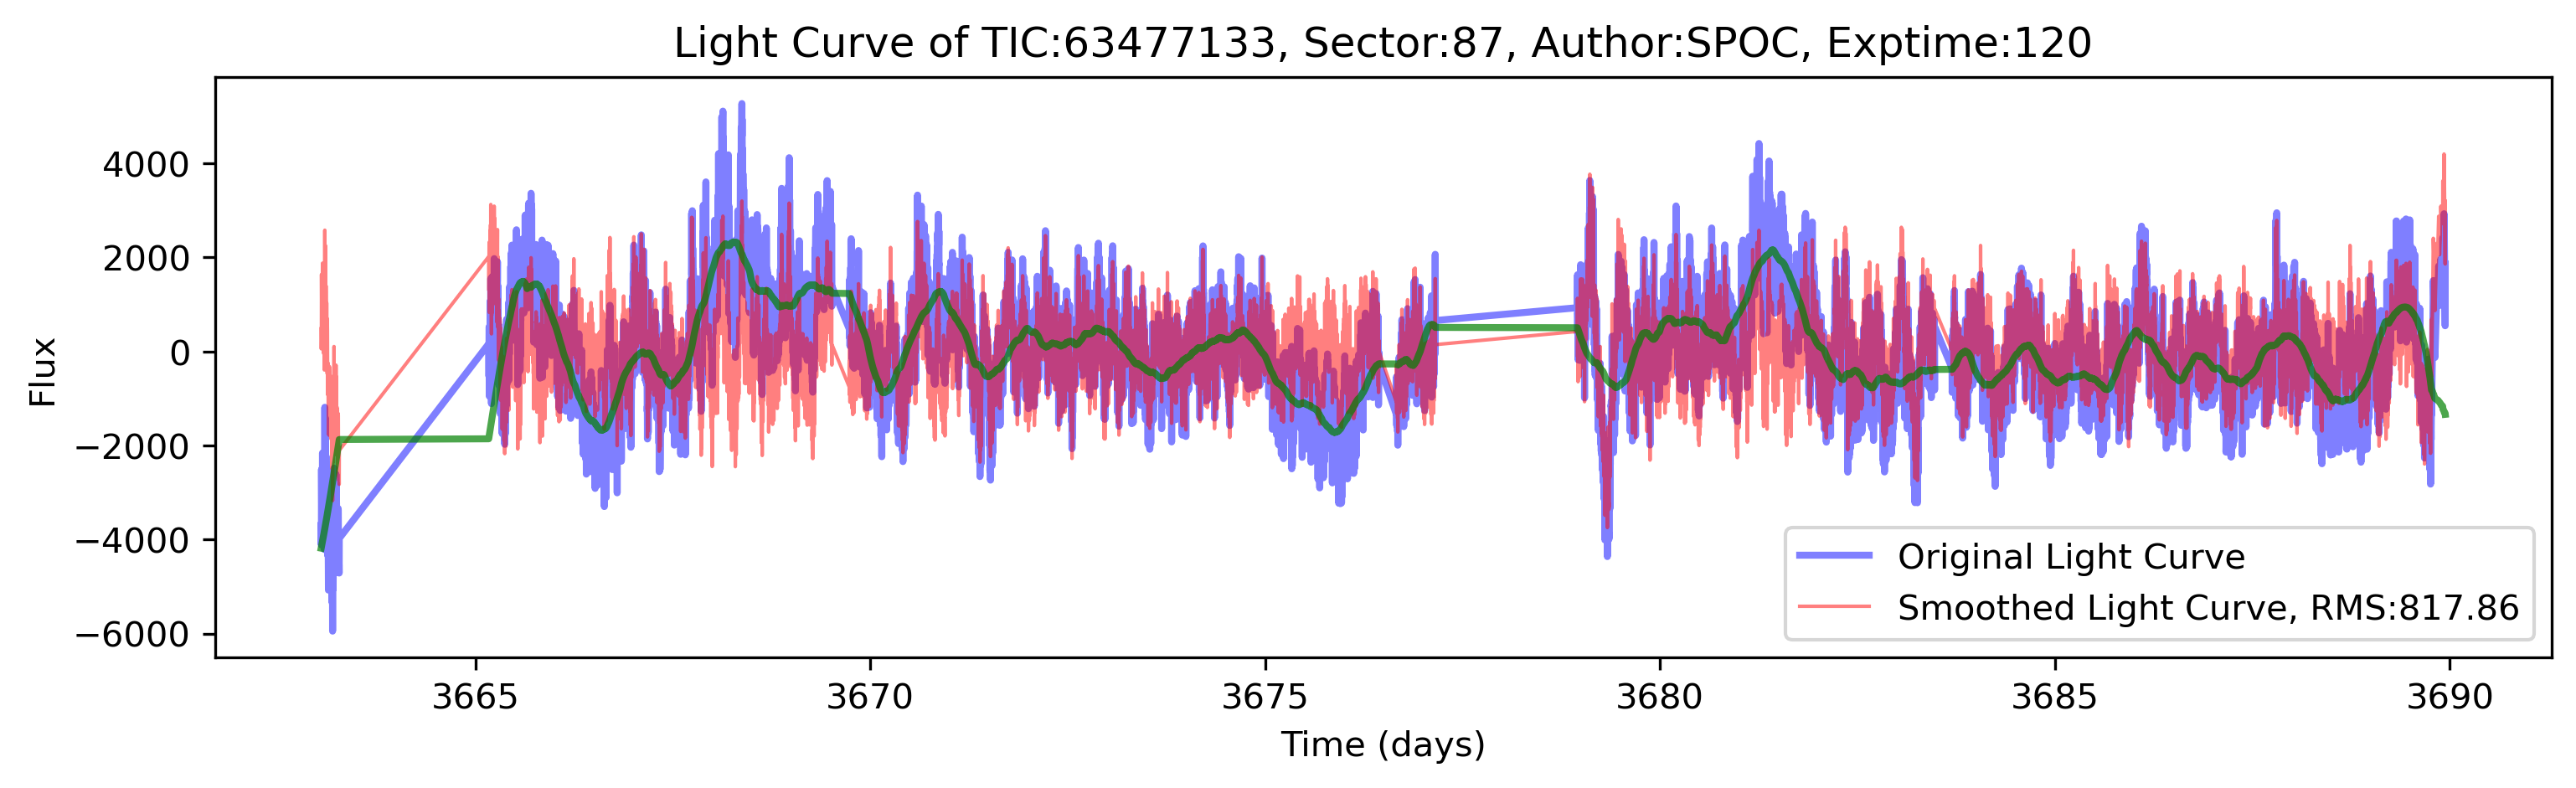 Light Curve of TIC:63477133, Sector:87, Author:SPOC, Exptime:120
Flux
4000
2000
0
−2000
−4000
−6000
Original Light Curve
Smoothed Light Curve, RMS:817.86
3665 3670 3675 3680 3685 3690
Time (days)